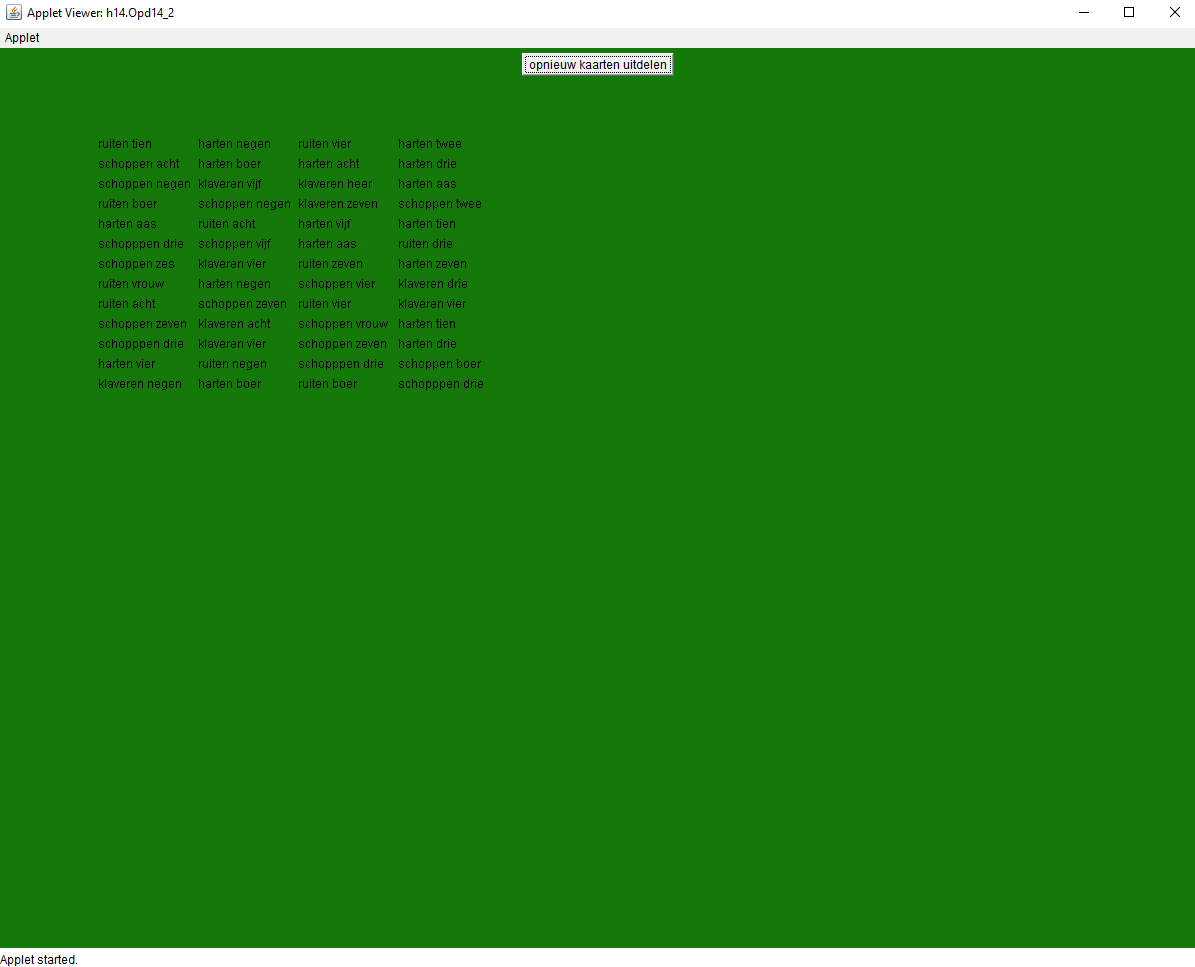 Applet Viewer: h14.Opd14_2
Applet
opnieuw kaarten uitdelen
ruiten tien harten negen ruiten vier harten twee
schoppen acht harten boer harten acht harten drie
schoppen negen klaveren vijf klaveren heer harten aas
ruiten boer schoppen negen klaveren zeven schoppen twee
harten aas ruiten acht harten vijf harten tien
schopppen drie schoppen vijf harten aas ruiten drie
schoppen zes klaveren vier ruiten zeven harten zeven
ruiten vrouw harten negen schoppen vier klaveren drie
ruiten acht schoppen zeven ruiten vier klaveren vier
schoppen zeven klaveren acht schoppen vrouw harten tien
schopppen drie klaveren vier schoppen zeven harten drie
harten vier ruiten negen schopppen drie schoppen boer
klaveren negen harten boer ruiten boer schopppen drie
Applet started.